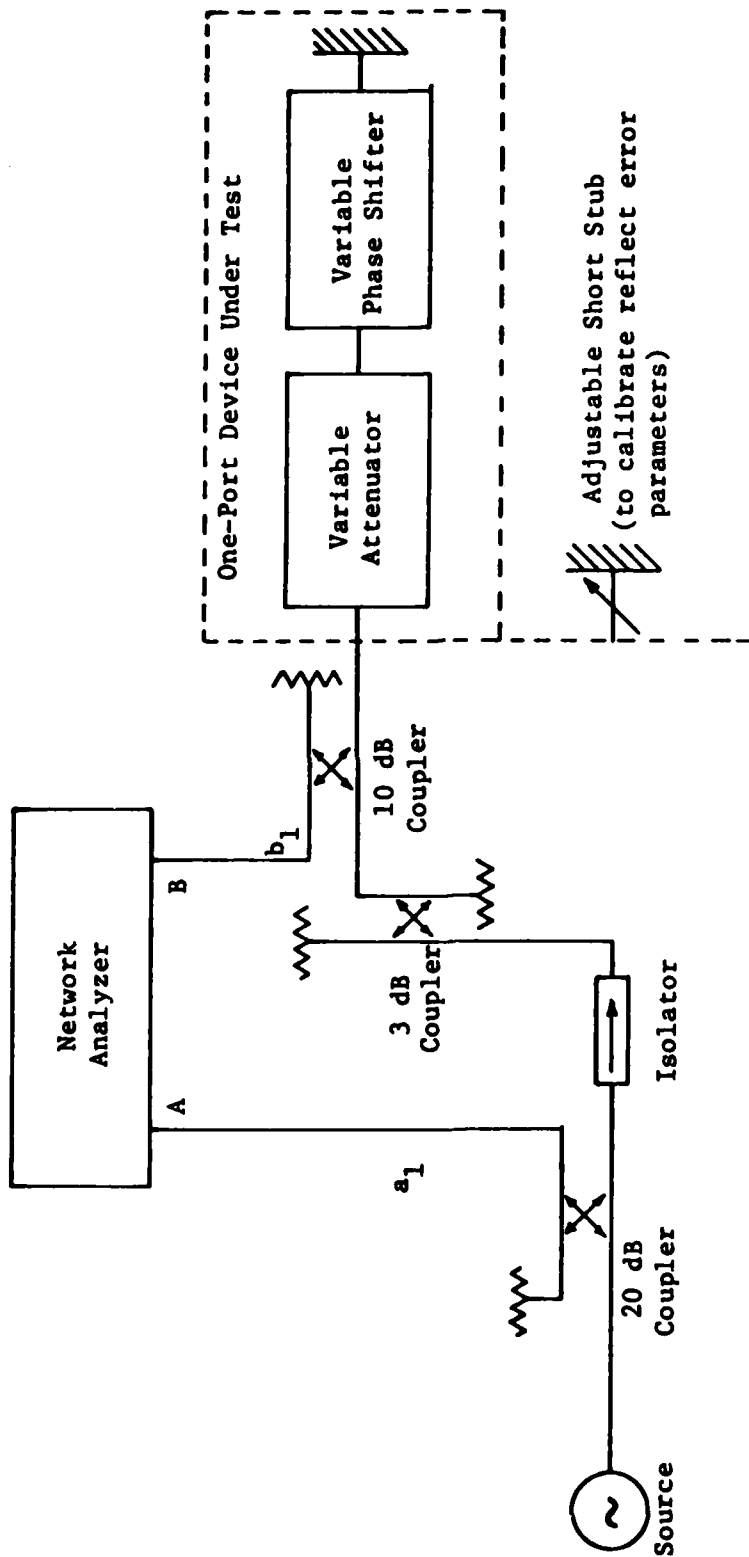 Network
Analyzer
A
B
a1
b1
One-Port Device Under Test
Variable
Attenuator
Variable
Phase Shifter
10 dB
Coupler
3 dB
Coupler
Adjustable Short Stub
(to calibrate reflect error
parameters)
Isolator
20 dB
Coupler
~
Source